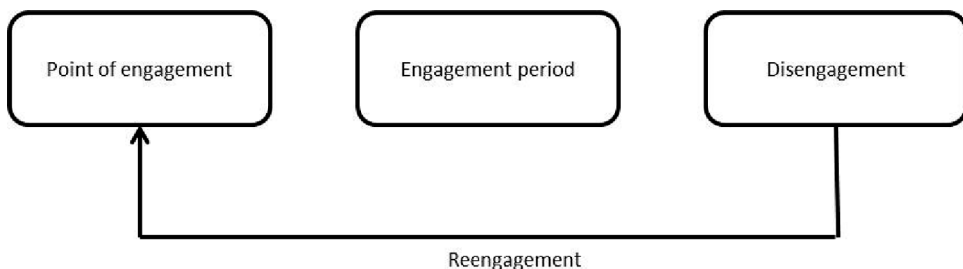 Point of engagement
Engagement period
Disengagement
Reengagement